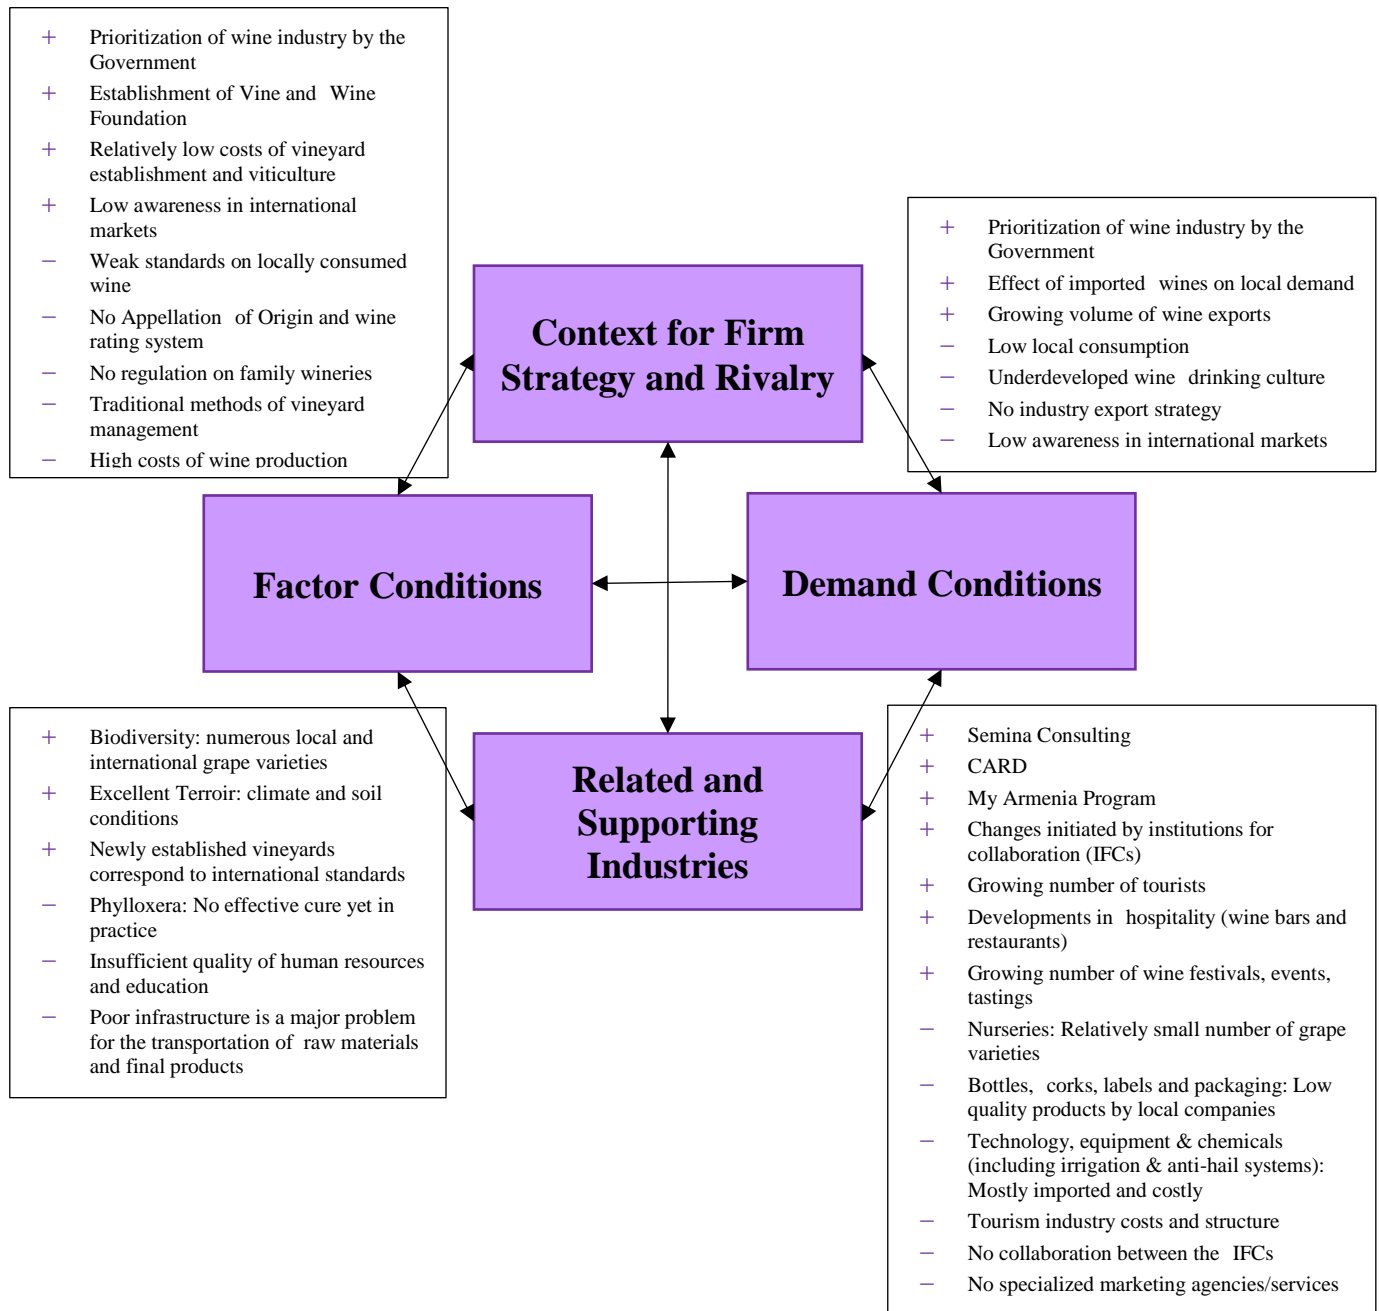 + Prioritization of wine industry by the
Government
+ Establishment of Vine and Wine
Foundation
+ Relatively low costs of vineyard
establishment and viticulture
+ Low awareness in international
markets
− Weak standards on locally consumed
wine
− No Appellation of Origin and wine
rating system
− No regulation on family wineries
− Traditional methods of vineyard
management
− High costs of wine production
+ Prioritization of wine industry by the
Government
+ Effect of imported wines on local demand
+ Growing volume of wine exports
− Low local consumption
− Underdeveloped wine drinking culture
− No industry export strategy
− Low awareness in international markets
Context for Firm
Strategy and Rivalry
Factor Conditions
Demand Conditions
Related and
Supporting
Industries
+ Biodiversity: numerous local and
international grape varieties
+ Excellent Terroir: climate and soil
conditions
+ Newly established vineyards
correspond to international standards
− Phylloxera: No effective cure yet in
practice
− Insufficient quality of human resources
and education
− Poor infrastructure is a major problem
for the transportation of raw materials
and final products
+ Semina Consulting
+ CARD
+ My Armenia Program
+ Changes initiated by institutions for
collaboration (IFCs)
+ Growing number of tourists
+ Developments in hospitality (wine bars and
restaurants)
+ Growing number of wine festivals, events,
tastings
− Nurseries: Relatively small number of grape
varieties
− Bottles, corks, labels and packaging: Low
quality products by local companies
− Technology, equipment & chemicals
(including irrigation & anti-hail systems):
Mostly imported and costly
− Tourism industry costs and structure
− No collaboration between the IFCs
− No specialized marketing agencies/services